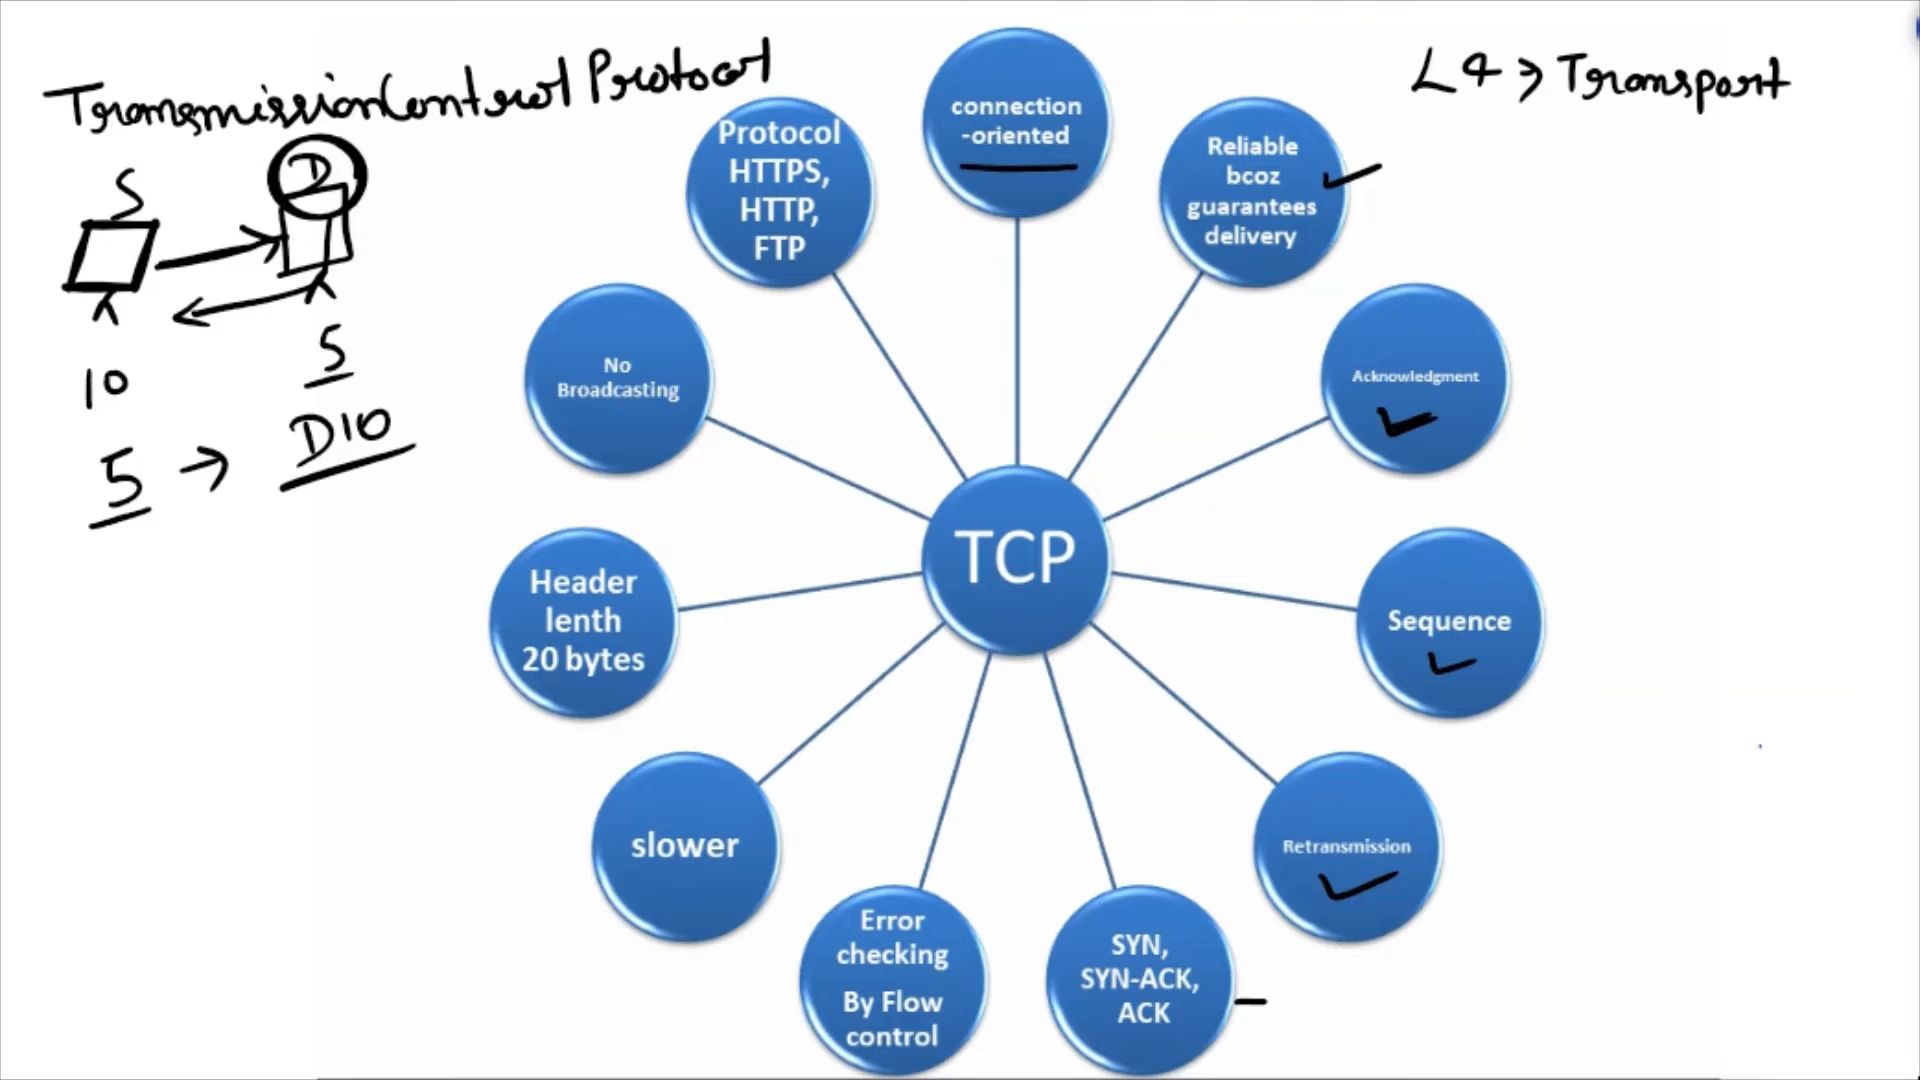 Transmission Control Protocol
L4 → Transport
S
D
10
5
5 → D10
connection
-oriented
Reliable
bcoz
guarantees
delivery
Acknowledgment
Sequence
Retransmission
SYN,
SYN-ACK,
ACK
Error
checking
By Flow
control
slower
Header
lenth
20 bytes
No
Broadcasting
Protocol
HTTPS,
HTTP,
FTP
TCP